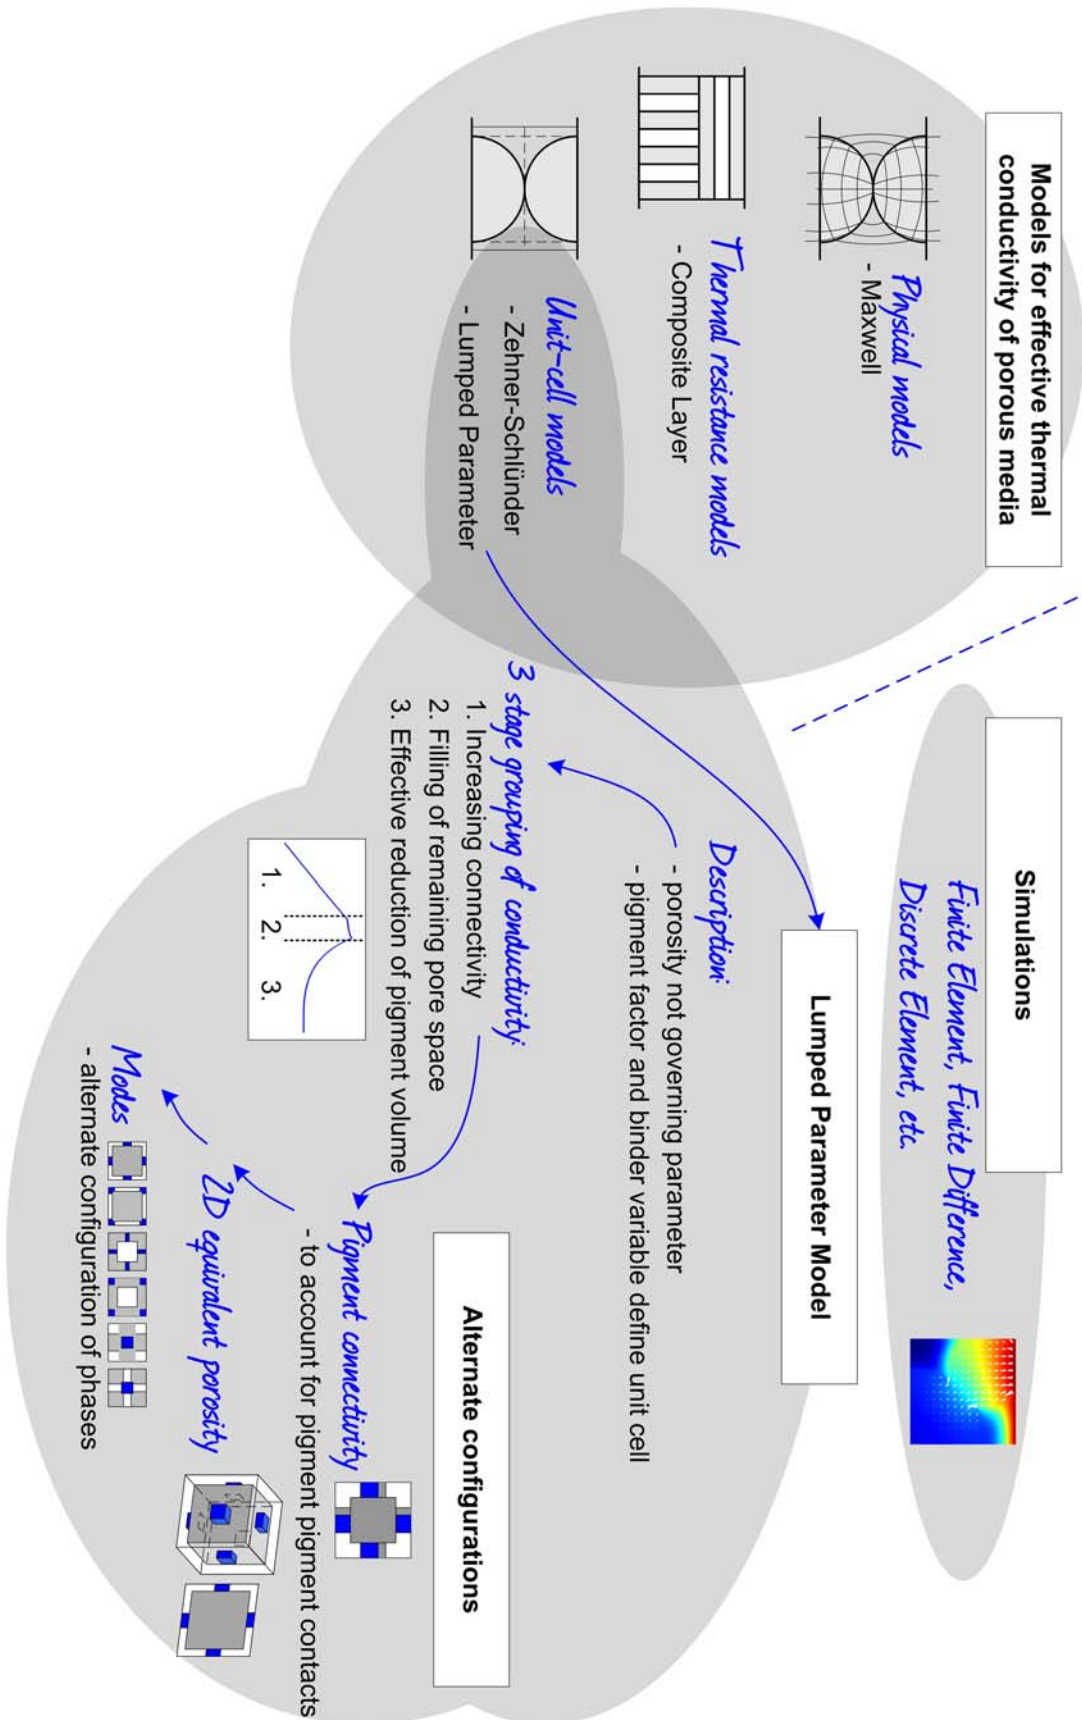 Models for effective thermal
conductivity of porous media
Physical models
- Maxwell
Thermal resistance models
- Composite Layer
Unit-cell models
- Zehner-Schlünder
- Lumped Parameter
Simulations
Finite Element, Finite Difference,
Discrete Element, etc.
Lumped Parameter Model
Description:
- porosity not governing parameter
- pigment factor and binder variable define unit cell
3 stage grouping of conductivity:
1. Increasing connectivity
2. Filling of remaining pore space
3. Effective reduction of pigment volume
1. 2. 3.
Alternate configurations
Pigment connectivity
- to account for pigment pigment contacts
2D equivalent porosity
Modes
- alternate configuration of phases